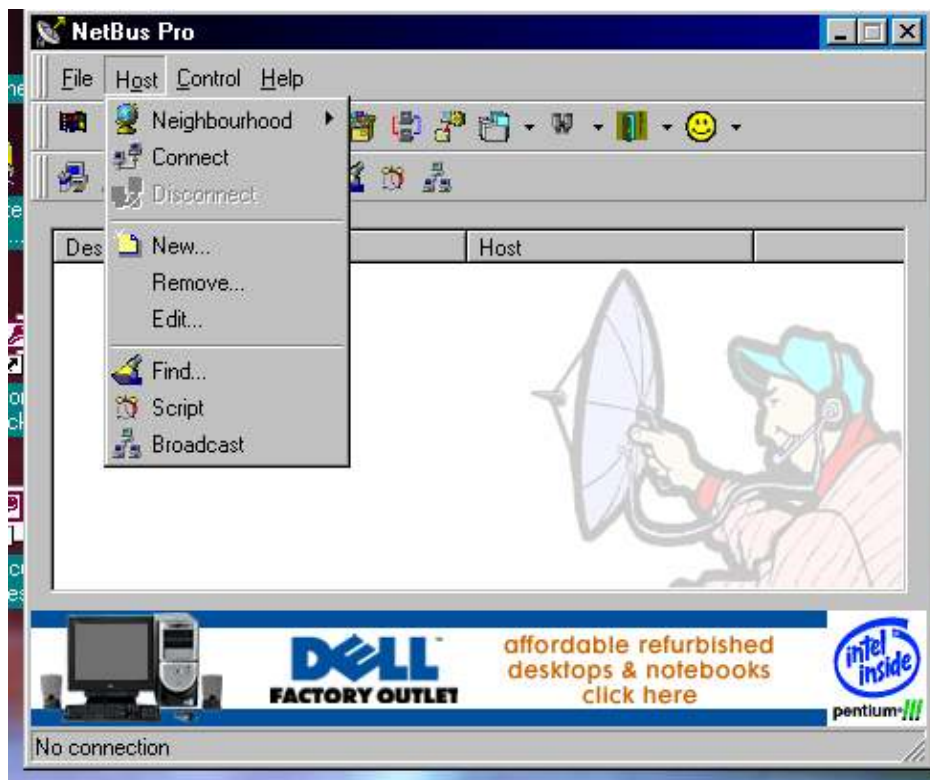 NetBus Pro
File Host Control Help
Neighbourhood
Connect
Disconnect
New...
Remove...
Edit...
Find...
Script
Broadcast
Des
Host
DELL
FACTORY OUTLET
affordable refurbished
desktops & notebooks
click here
intel
inside
pentium III
No connection